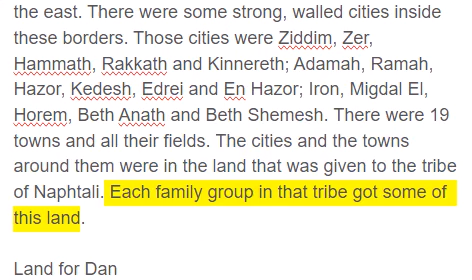 the east. There were some strong, walled cities inside
these borders. Those cities were Ziddim, Zer,
Hammath, Rakkath and Kinnereth; Adamah, Ramah,
Hazor, Kedesh, Edrei and En Hazor; Iron, Migdal El,
Horem, Beth Anath and Beth Shemesh. There were 19
towns and all their fields. The cities and the towns
around them were in the land that was given to the tribe
of Naphtali. Each family group in that tribe got some of
this land.
Land for Dan